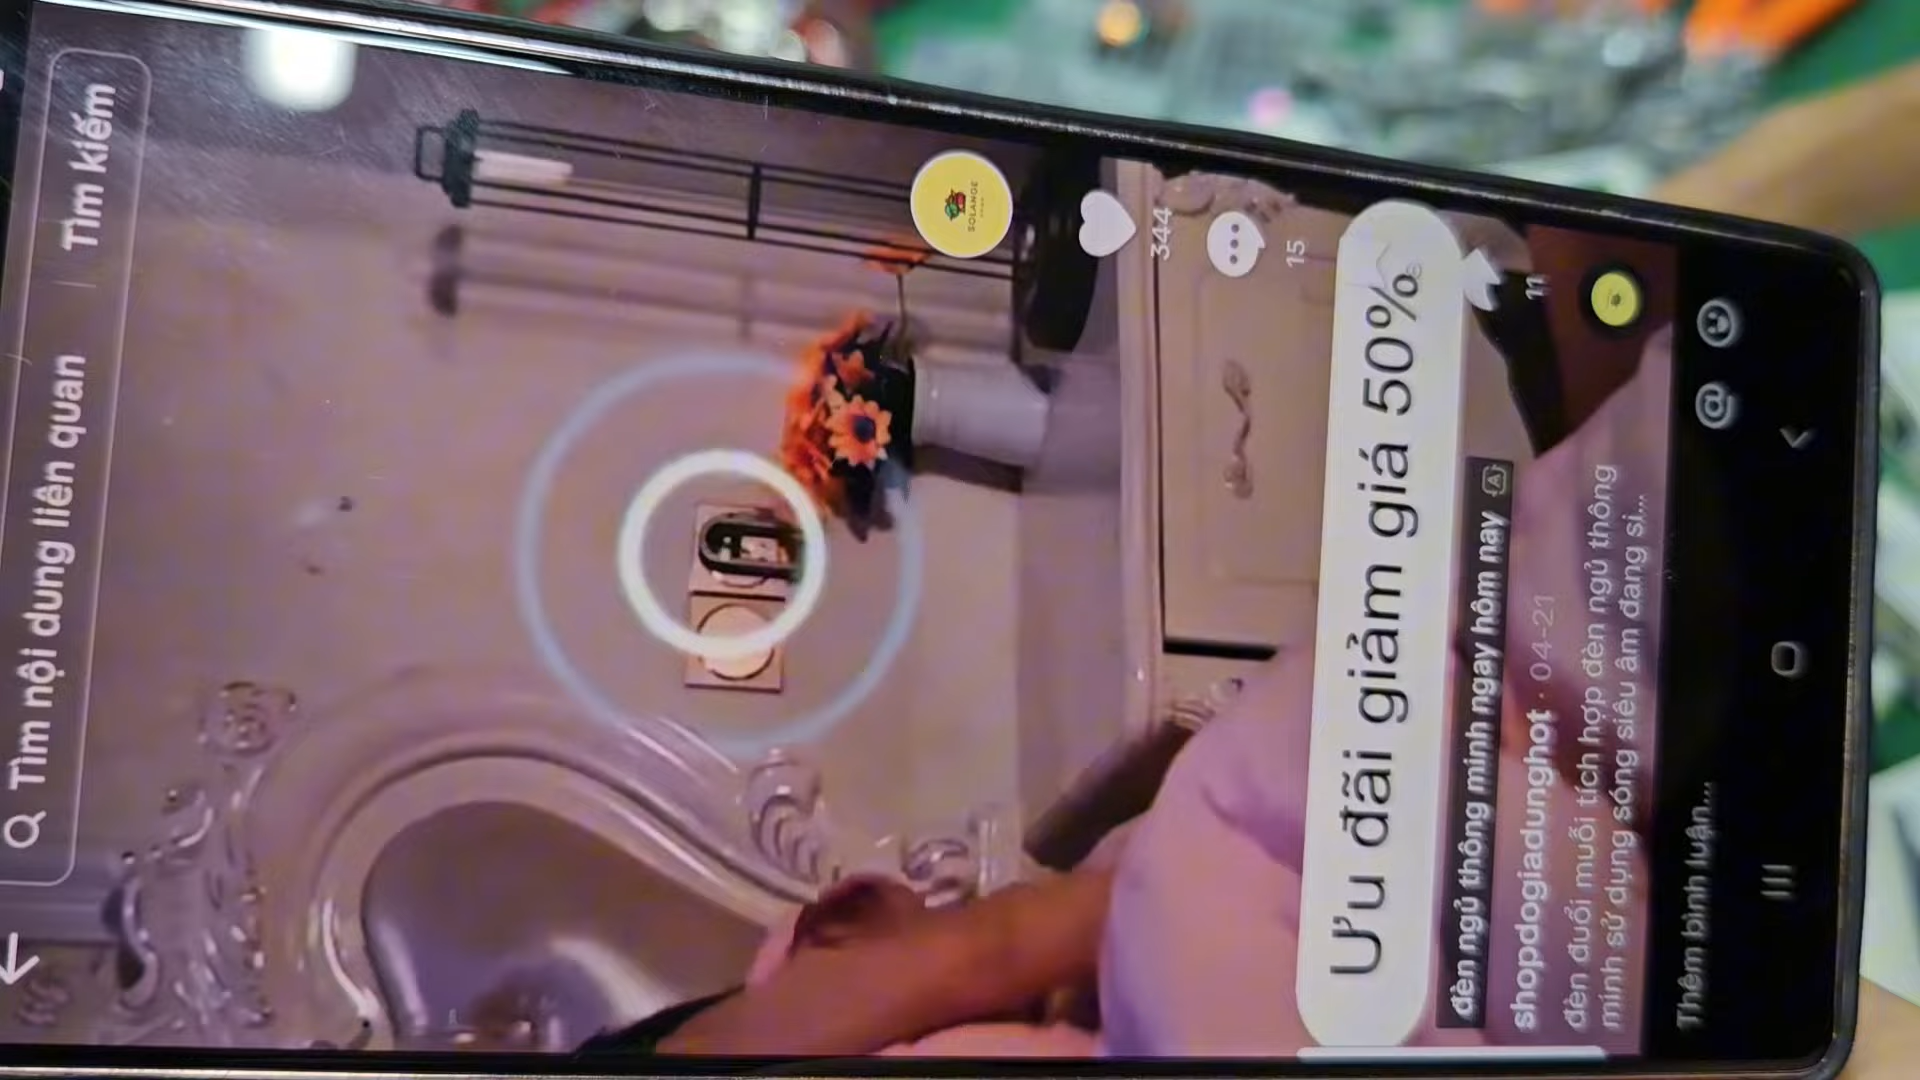 Tìm nội dung liên quan | Tìm kiếm
SOLANGE
344
15
11
Ưu đãi giảm giá 50%
đèn ngủ thông minh ngay hôm nay
shopdogiadunghot · 04-21
đèn đuổi muỗi tích hợp đèn ngủ thông
minh sử dụng sóng siêu âm đang si...
Thêm bình luận...